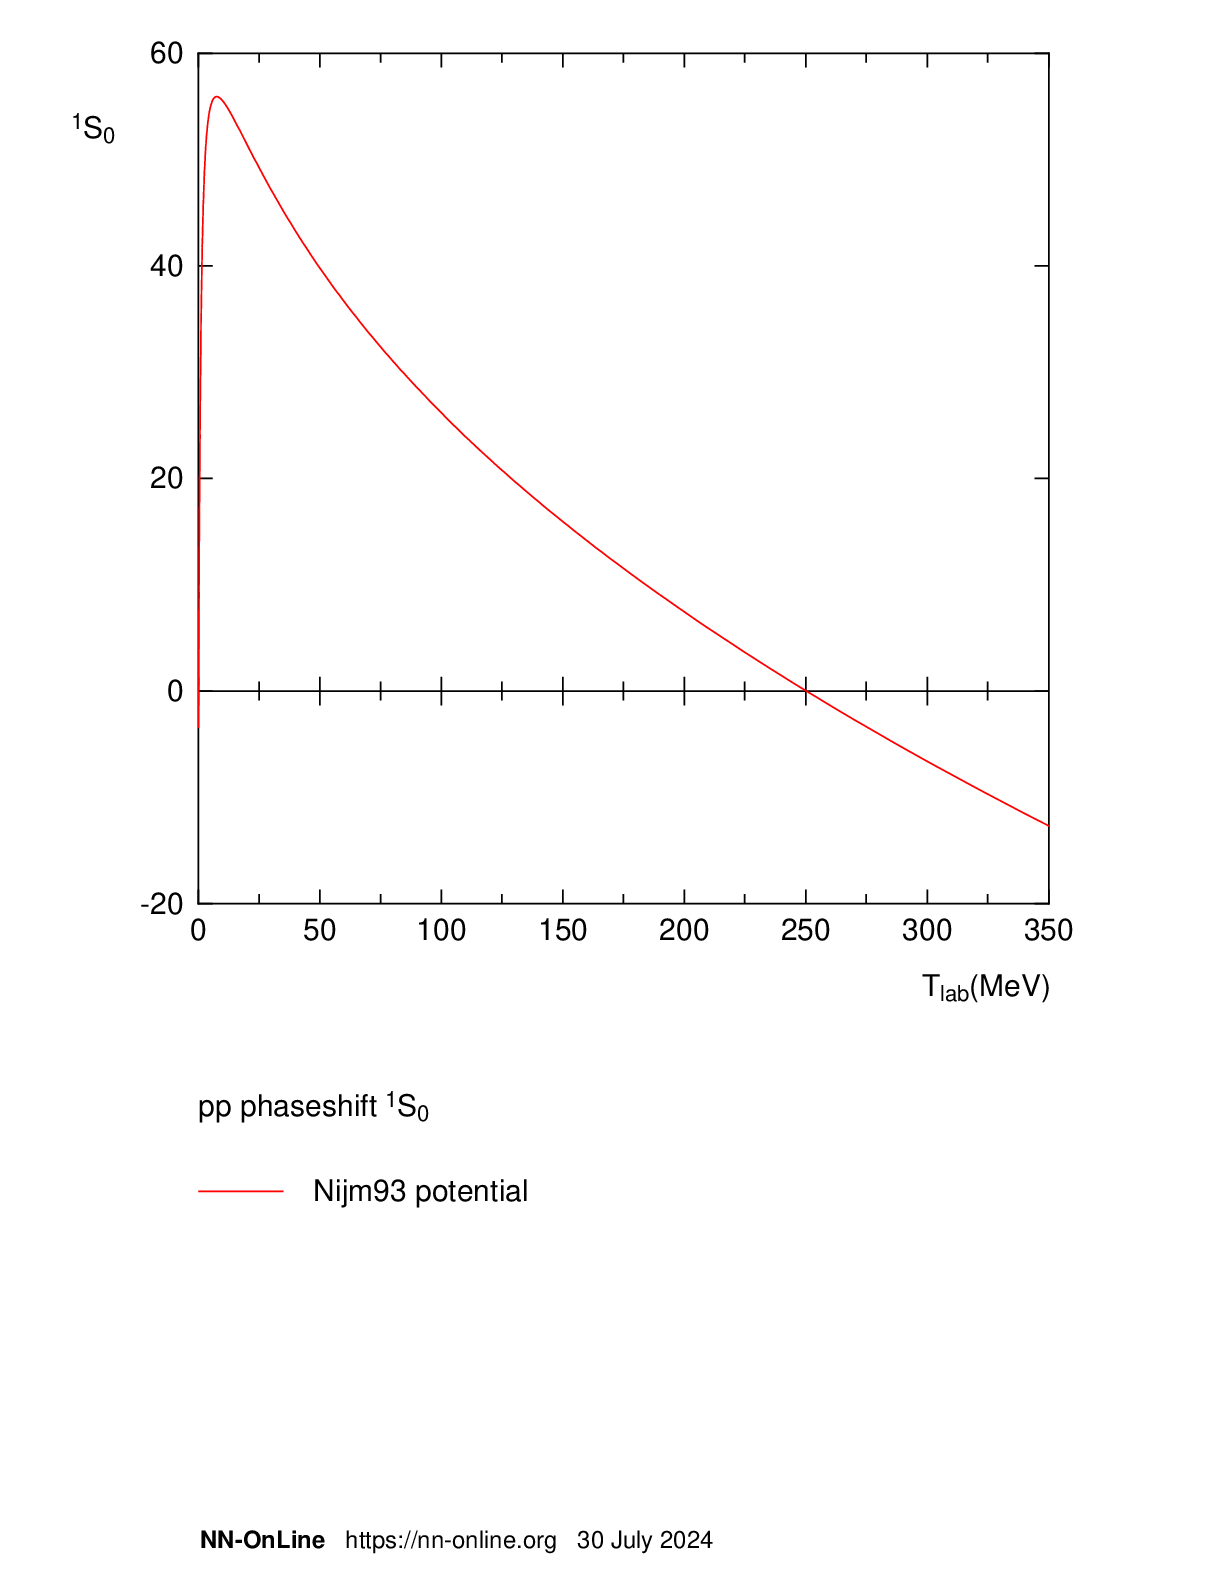 60
¹S₀
40
20
0
-20
0 50 100 150 200 250 300 350
T_lab(MeV)
pp phaseshift ¹S₀
Nijm93 potential
NN-OnLine https://nn-online.org 30 July 2024